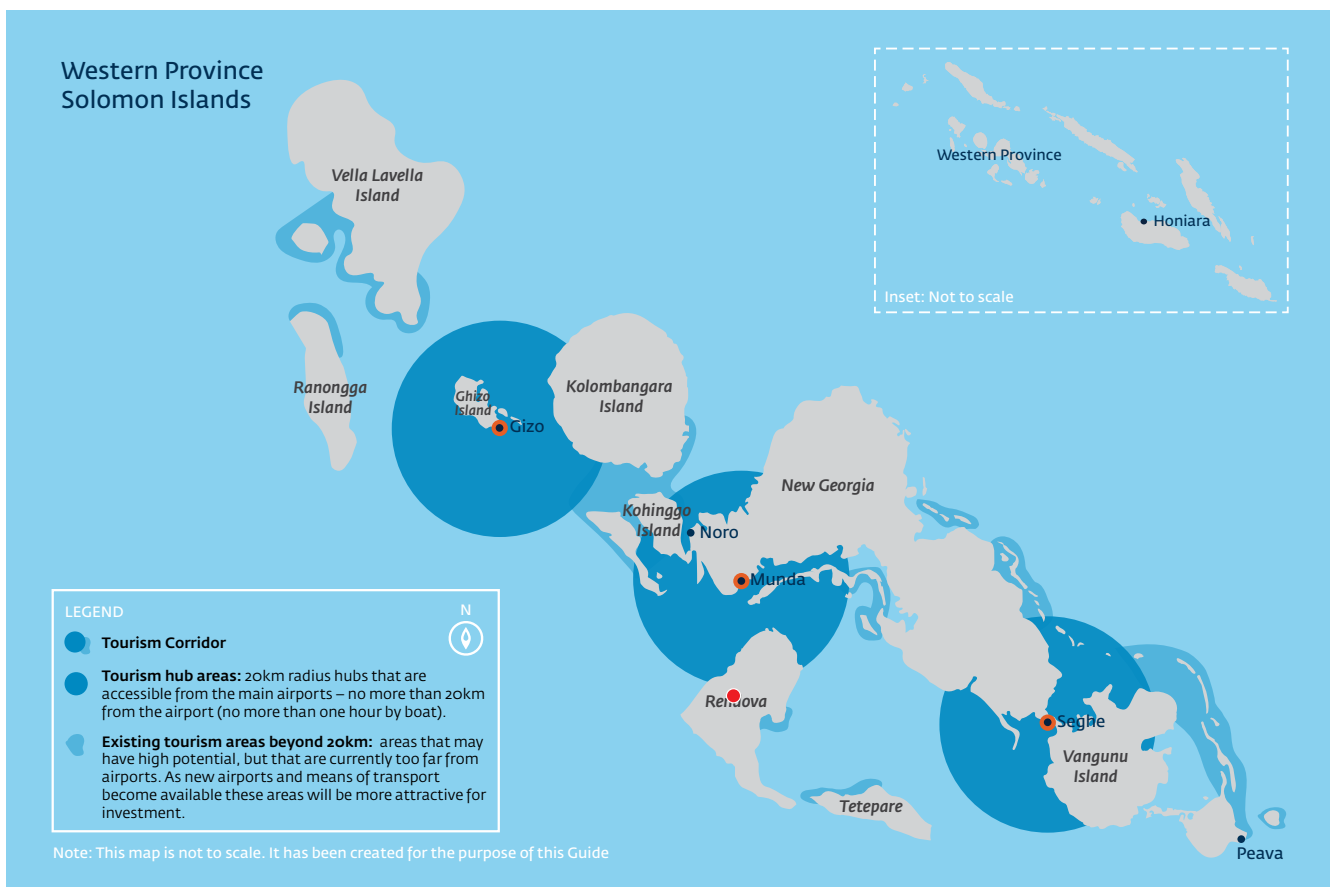 Western Province
Solomon Islands
Vella Lavella
Island
Western Province
Honiara
Inset: Not to scale
Ranongga
Island
Ghizo
Island
Gizo
Kolombangara
Island
New Georgia
Kohinggo
Island
Noro
Munda
Rendova
Seghe
Vangunu
Island
Tetepare
Peava
LEGEND
N
Tourism Corridor
Tourism hub areas: 20km radius hubs that are
accessible from the main airports – no more than 20km
from the airport (no more than one hour by boat).
Existing tourism areas beyond 20km: areas that may
have high potential, but that are currently too far from
airports. As new airports and means of transport
become available these areas will be more attractive for
investment.
Note: This map is not to scale. It has been created for the purpose of this Guide